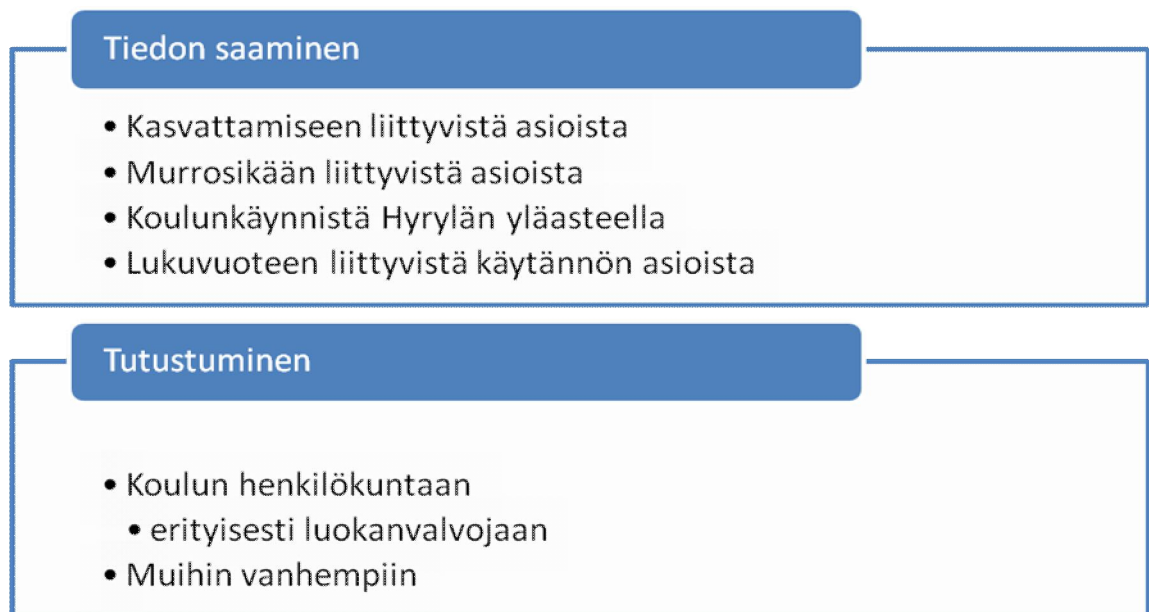 Tiedon saaminen
• Kasvattamiseen liittyvistä asioista
• Murrosikään liittyvistä asioista
• Koulunkäynnistä Hyrylän yläasteella
• Lukuvuoteen liittyvistä käytännön asioista
Tutustuminen
• Koulun henkilökuntaan
• erityisesti luokanvalvojaan
• Muihin vanhempiin